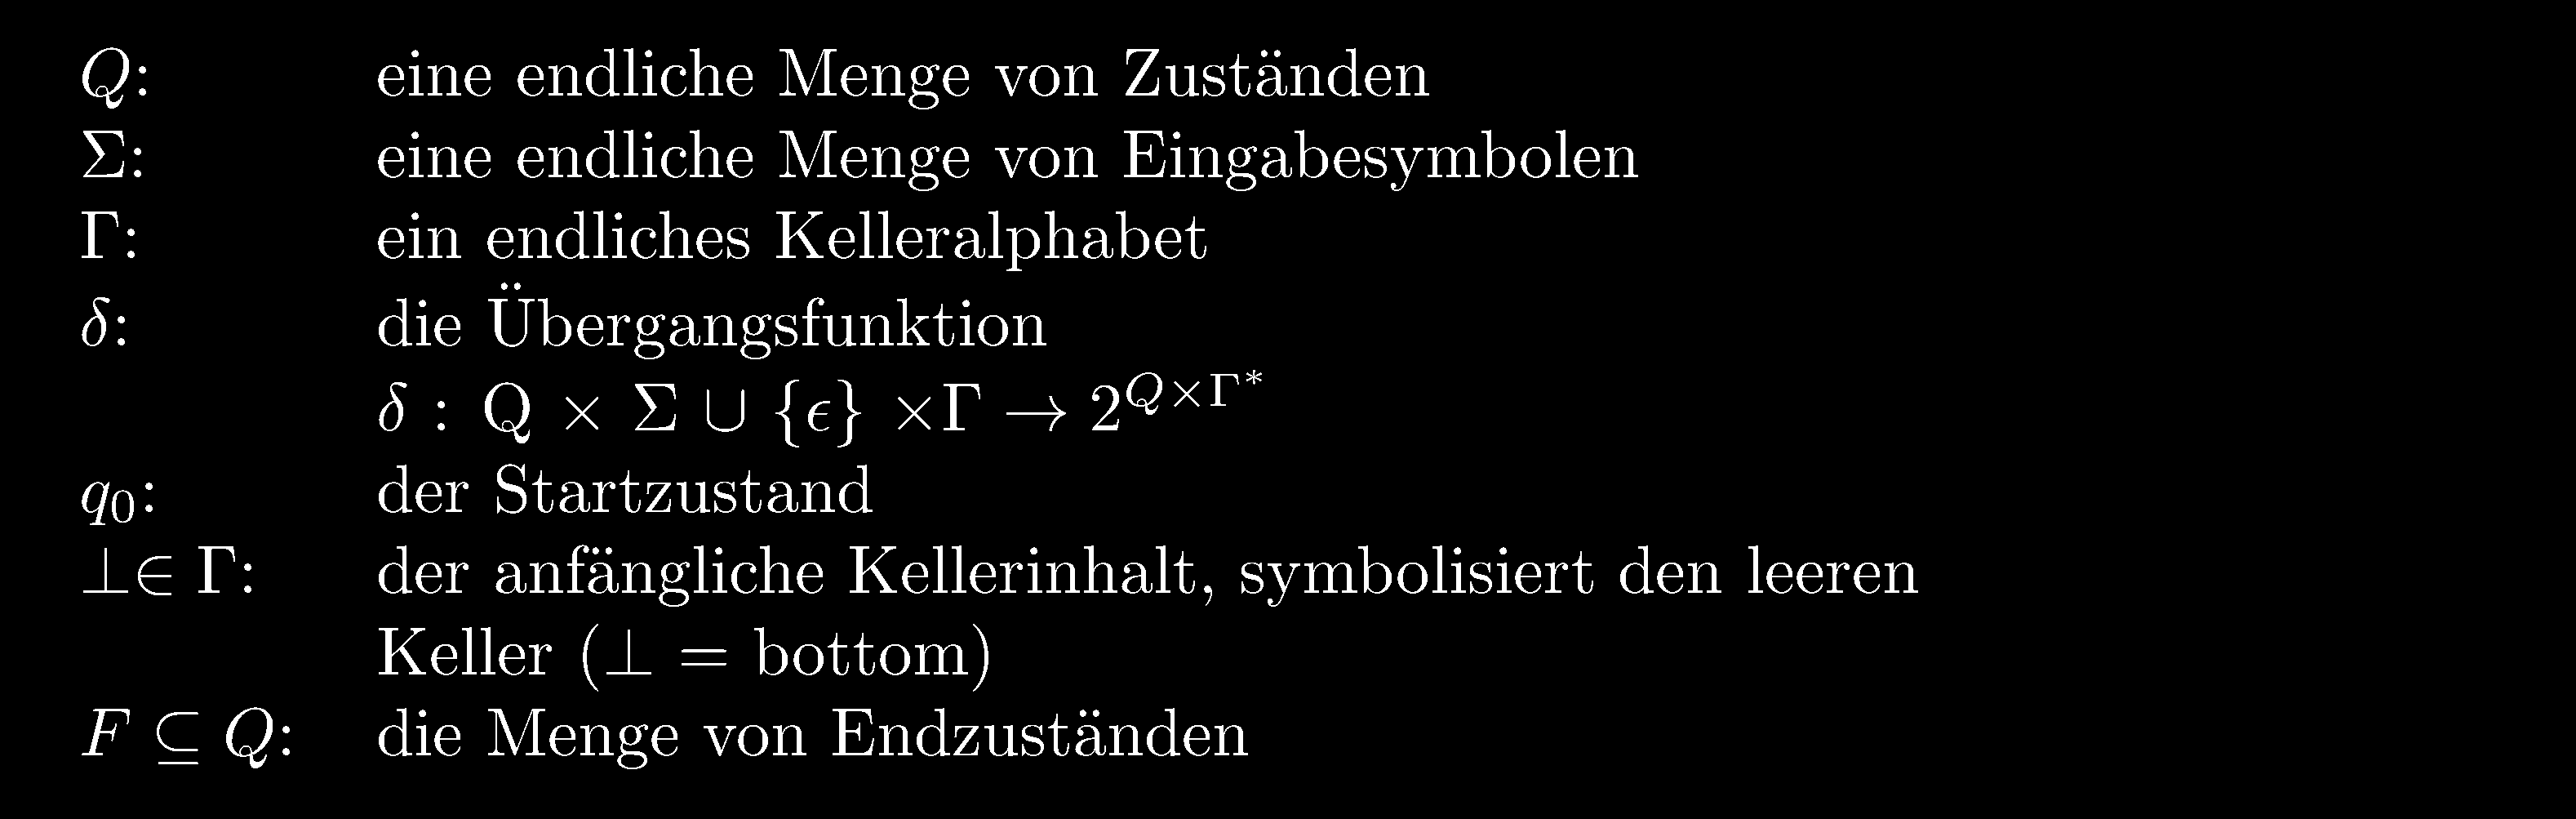 Q: eine endliche Menge von Zuständen
Σ: eine endliche Menge von Eingabesymbolen
Γ: ein endliches Kelleralphabet
δ: die Übergangsfunktion
δ : Q × Σ ∪ {ϵ} ×Γ → 2^{Q×Γ^*}
q₀: der Startzustand
⊥∈ Γ: der anfängliche Kellerinhalt, symbolisiert den leeren
Keller (⊥ = bottom)
F ⊆ Q: die Menge von Endzuständen